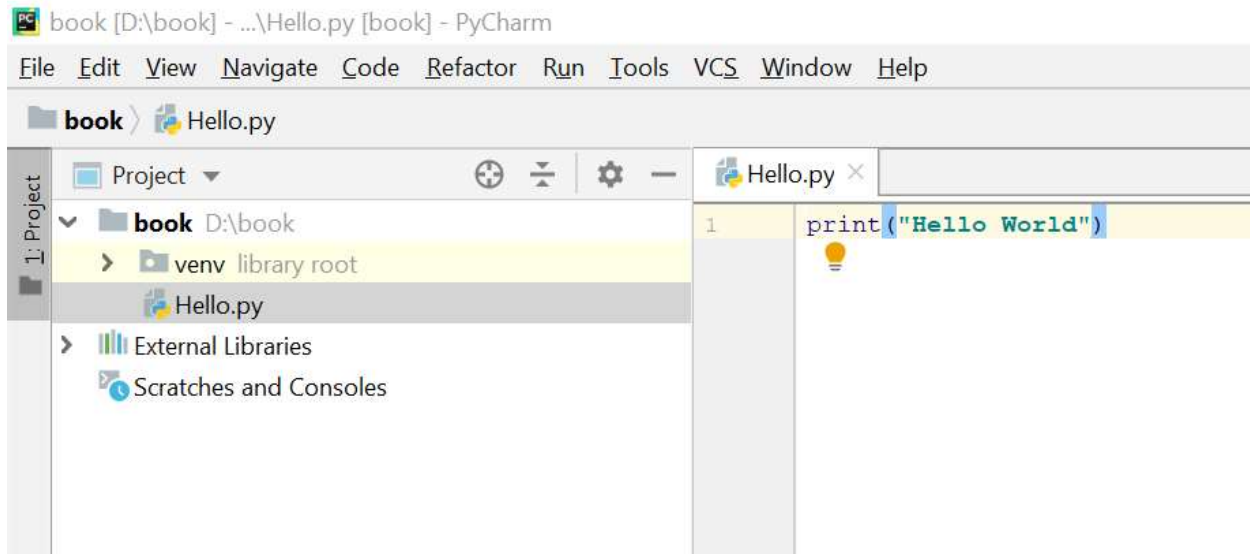 PC book [D:\book] - ...\Hello.py [book] - PyCharm
File Edit View Navigate Code Refactor Run Tools VCS Window Help
book Hello.py
1: Project
Project
Hello.py
book D:\book
venv library root
Hello.py
External Libraries
Scratches and Consoles
1 print("Hello World")